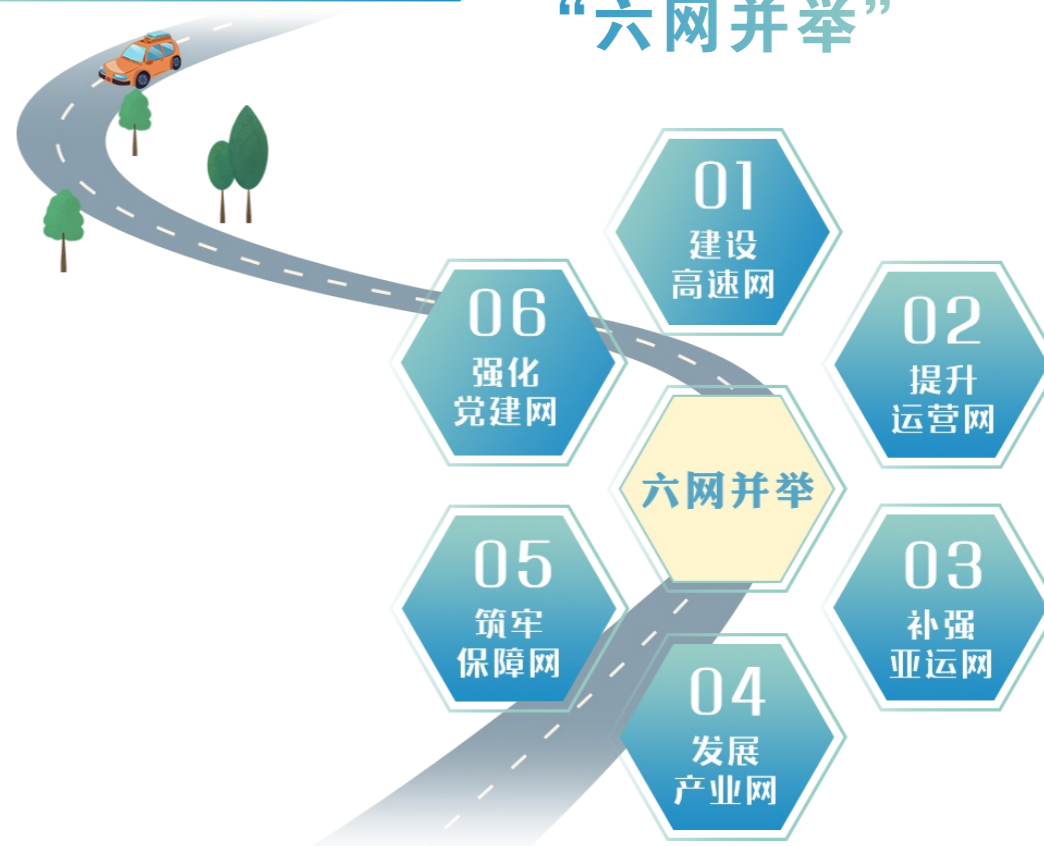 “六网并举”
01
建设
高速网
02
提升
运营网
03
补强
亚运网
04
发展
产业网
05
筑牢
保障网
06
强化
党建网
六网并举